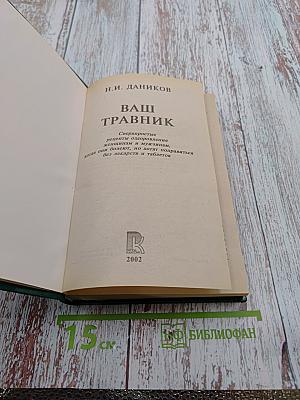 Н.И. ДАНИКОВ
ВАШ
ТРАВНИК
Сверхпростые
рецепты оздоровления
женщинам и мужчинам,
когда они болеют, но хотят поправиться
без лекарств и таблеток
2002
15 см.
БИБЛИОФАН